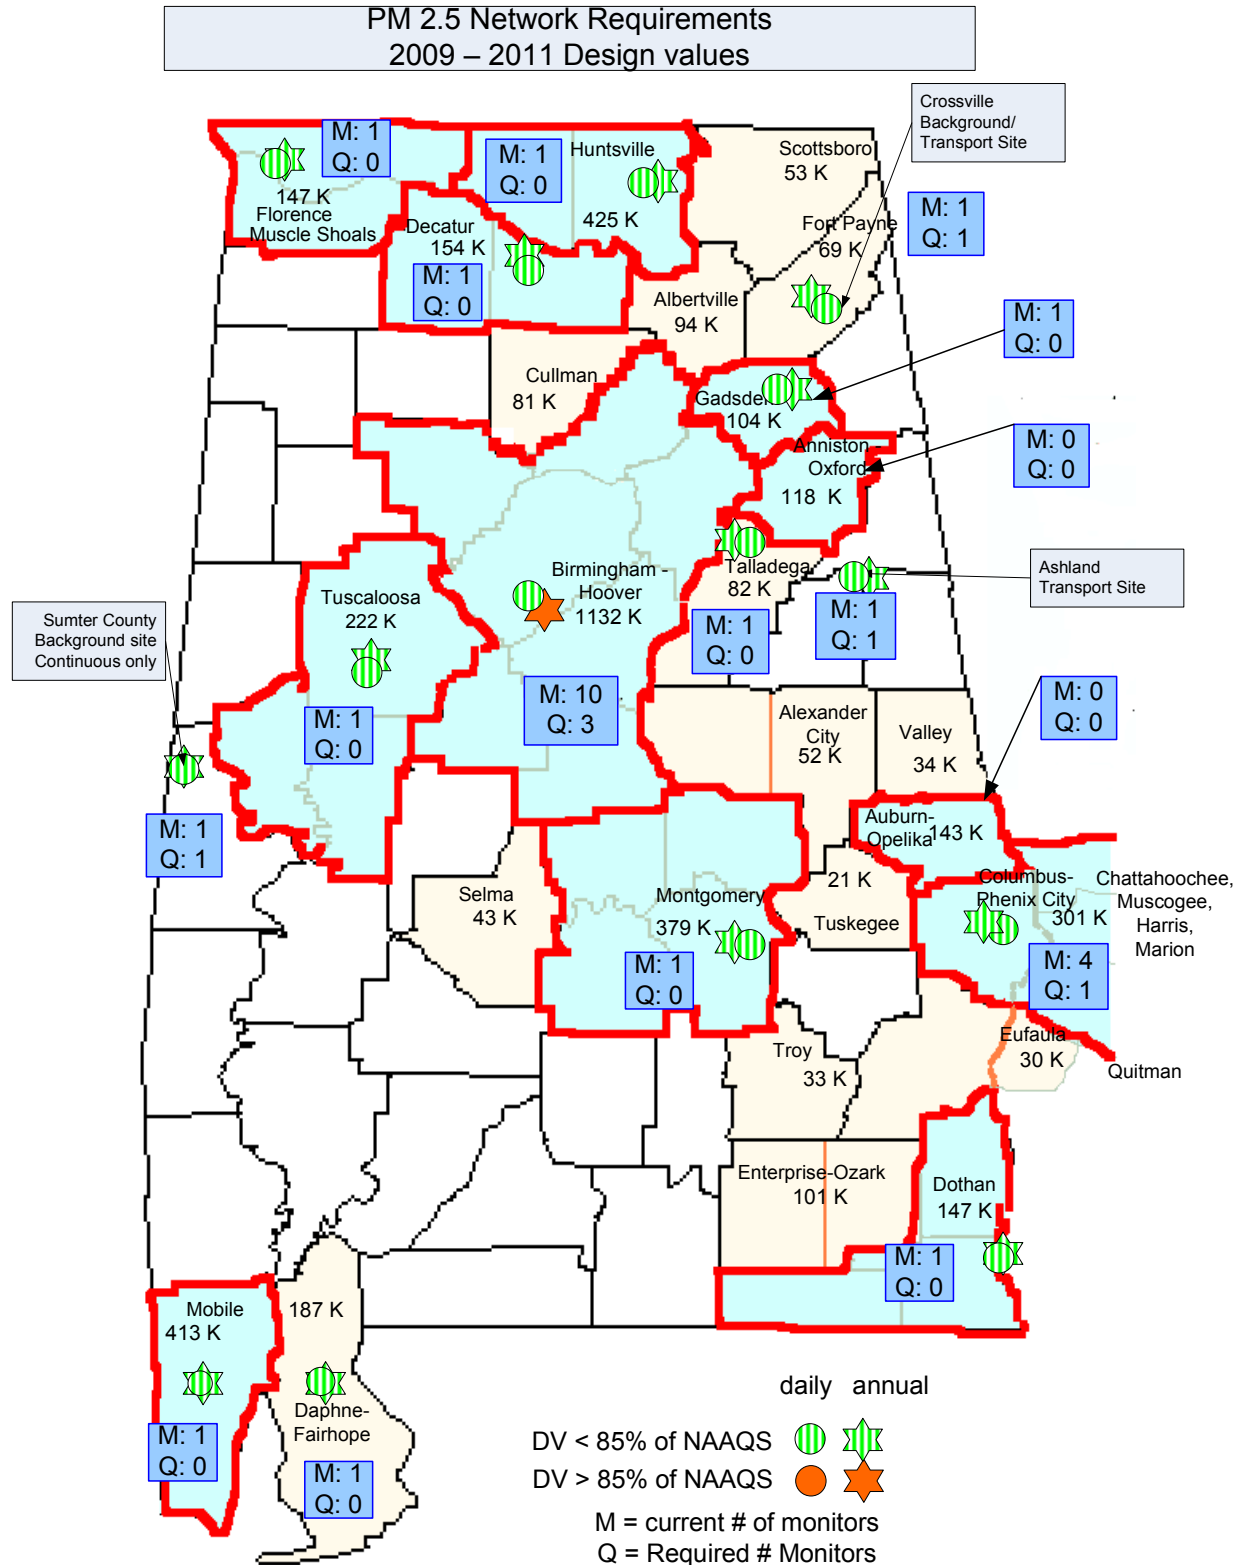 PM 2.5 Network Requirements
2009 – 2011 Design values
Crossville
Background/
Transport Site
M: 1
Q: 0
147 K
Florence
Muscle Shoals
M: 1
Q: 0
Huntsville
425 K
Scottsboro
53 K
Decatur
154 K
M: 1
Q: 0
Fort Payne
69 K
M: 1
Q: 1
Albertville
94 K
M: 1
Q: 0
Cullman
81 K
Gadsden
104 K
M: 0
Q: 0
Anniston -
Oxford
118 K
Talladega
82 K
M: 1
Q: 0
M: 1
Q: 1
Ashland
Transport Site
Birmingham -
Hoover
1132 K
M: 10
Q: 3
Tuscaloosa
222 K
M: 1
Q: 0
Sumter County
Background site
Continuous only
M: 1
Q: 1
Alexander
City
52 K
Valley
34 K
M: 0
Q: 0
Auburn-
Opelika
143 K
Selma
43 K
Montgomery
379 K
M: 1
Q: 0
21 K
Tuskegee
Columbus-
Phenix City
301 K
Chattahoochee,
Muscogee,
Harris,
Marion
M: 4
Q: 1
Troy
33 K
Eufaula
30 K
Quitman
Enterprise-Ozark
101 K
Dothan
147 K
M: 1
Q: 0
Mobile
413 K
M: 1
Q: 0
187 K
Daphne-
Fairhope
M: 1
Q: 0
daily annual
DV < 85% of NAAQS
DV > 85% of NAAQS
M = current # of monitors
Q = Required # Monitors